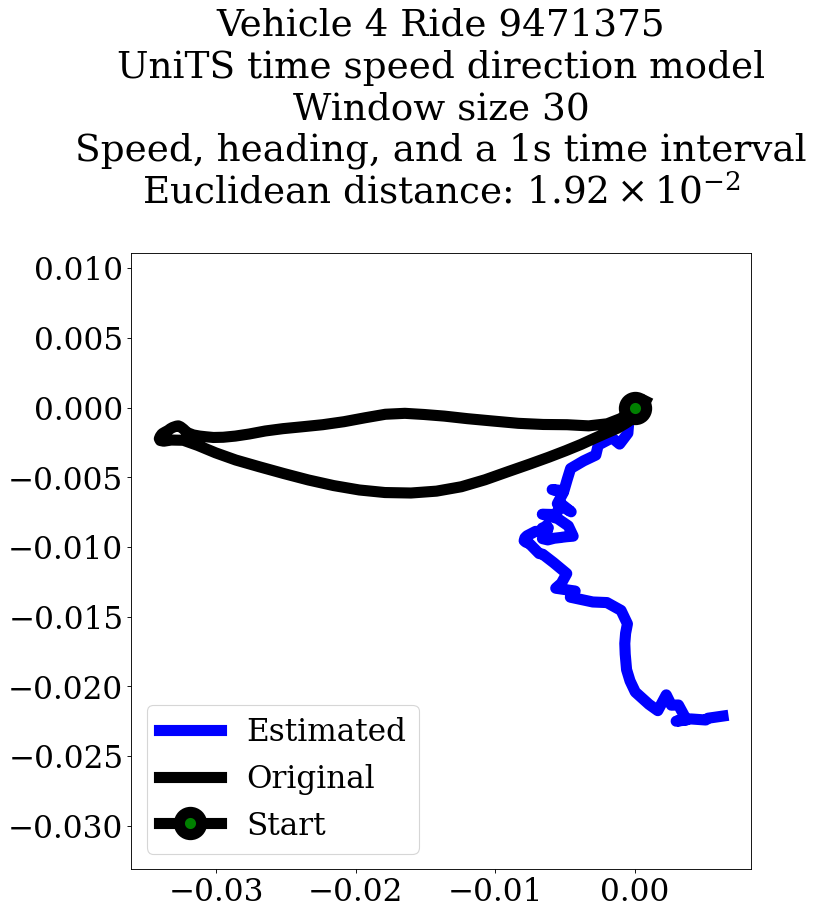 Vehicle 4 Ride 9471375
UniTS time speed direction model
Window size 30
Speed, heading, and a 1s time interval
Euclidean distance: 1.92 × 10⁻²
0.010
0.005
0.000
−0.005
−0.010
−0.015
−0.020
−0.025
−0.030
Estimated
Original
Start
−0.03 −0.02 −0.01 0.00